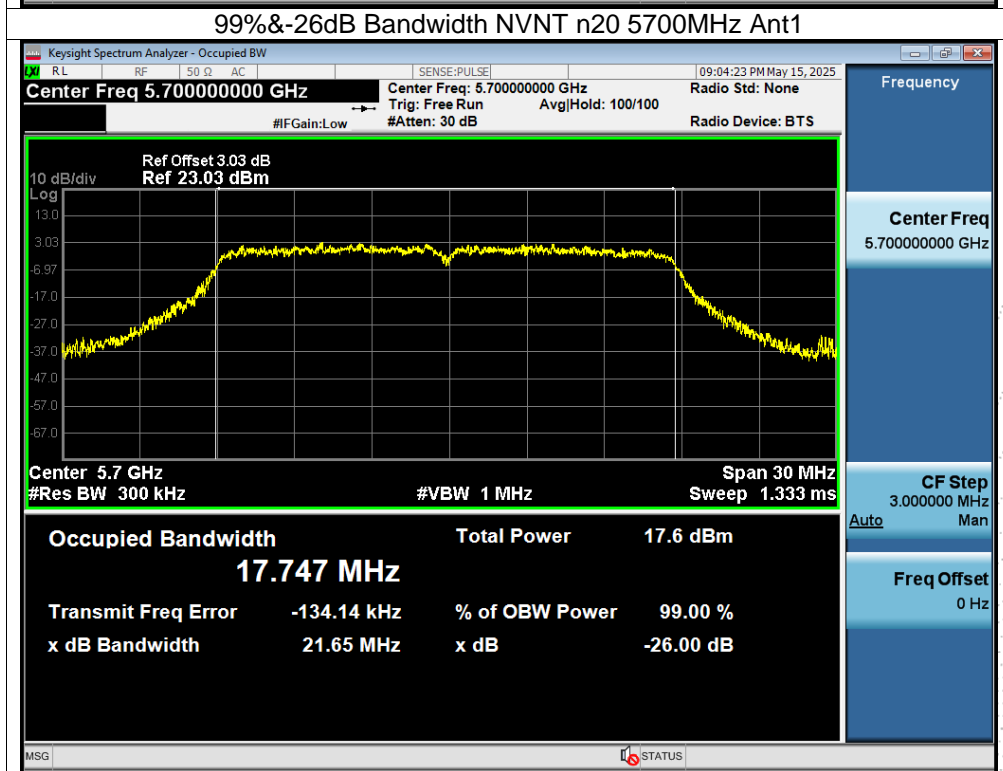 99%&-26dB Bandwidth NVNT n20 5700MHz Ant1
Keysight Spectrum Analyzer - Occupied BW
LXI RL RF 50 Ω AC SENSE:PULSE 09:04:23 PM May 15, 2025
Center Freq 5.700000000 GHz
Center Freq: 5.700000000 GHz
Radio Std: None
Trig: Free Run Avg|Hold: 100/100
#IFGain:Low
#Atten: 30 dB
Radio Device: BTS
Frequency
Ref Offset 3.03 dB
10 dB/div Ref 23.03 dBm
Log
13.0
3.03
-6.97
-17.0
-27.0
-37.0
-47.0
-57.0
-67.0
Center 5.7 GHz Span 30 MHz
#Res BW 300 kHz #VBW 1 MHz Sweep 1.333 ms
Center Freq
5.700000000 GHz
CF Step
3.000000 MHz
Auto Man
Freq Offset
0 Hz
Occupied Bandwidth Total Power 17.6 dBm
17.747 MHz
Transmit Freq Error -134.14 kHz % of OBW Power 99.00 %
x dB Bandwidth 21.65 MHz x dB -26.00 dB
MSG STATUS